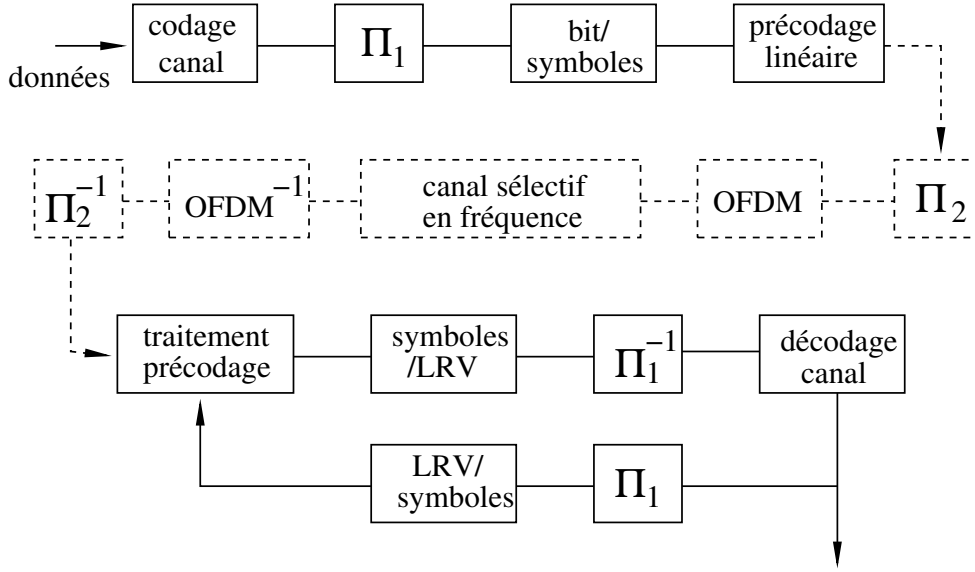 données
codage
canal
Π1
bit/
symboles
précodage
linéaire
Π2^-1
OFDM^-1
canal sélectif
en fréquence
OFDM
Π2
traitement
précodage
symboles
/LRV
Π1^-1
décodage
canal
LRV/
symboles
Π1